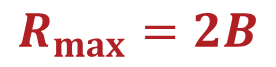 R_max = 2B